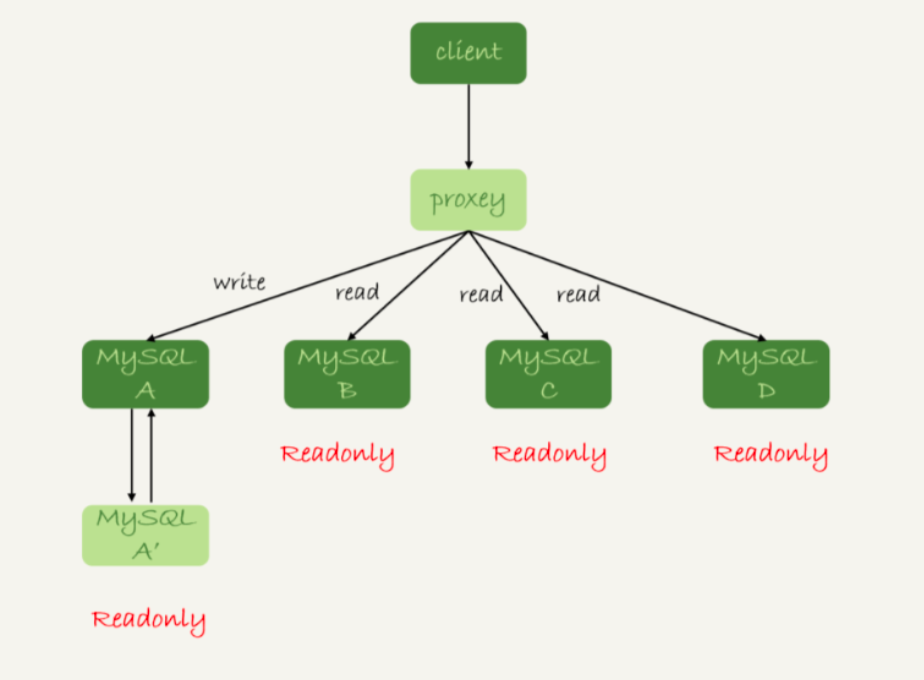 client
proxey
write
read
read
read
MySQL
A
MySQL
B
MySQL
C
MySQL
D
Readonly
Readonly
Readonly
MySQL
A'
Readonly